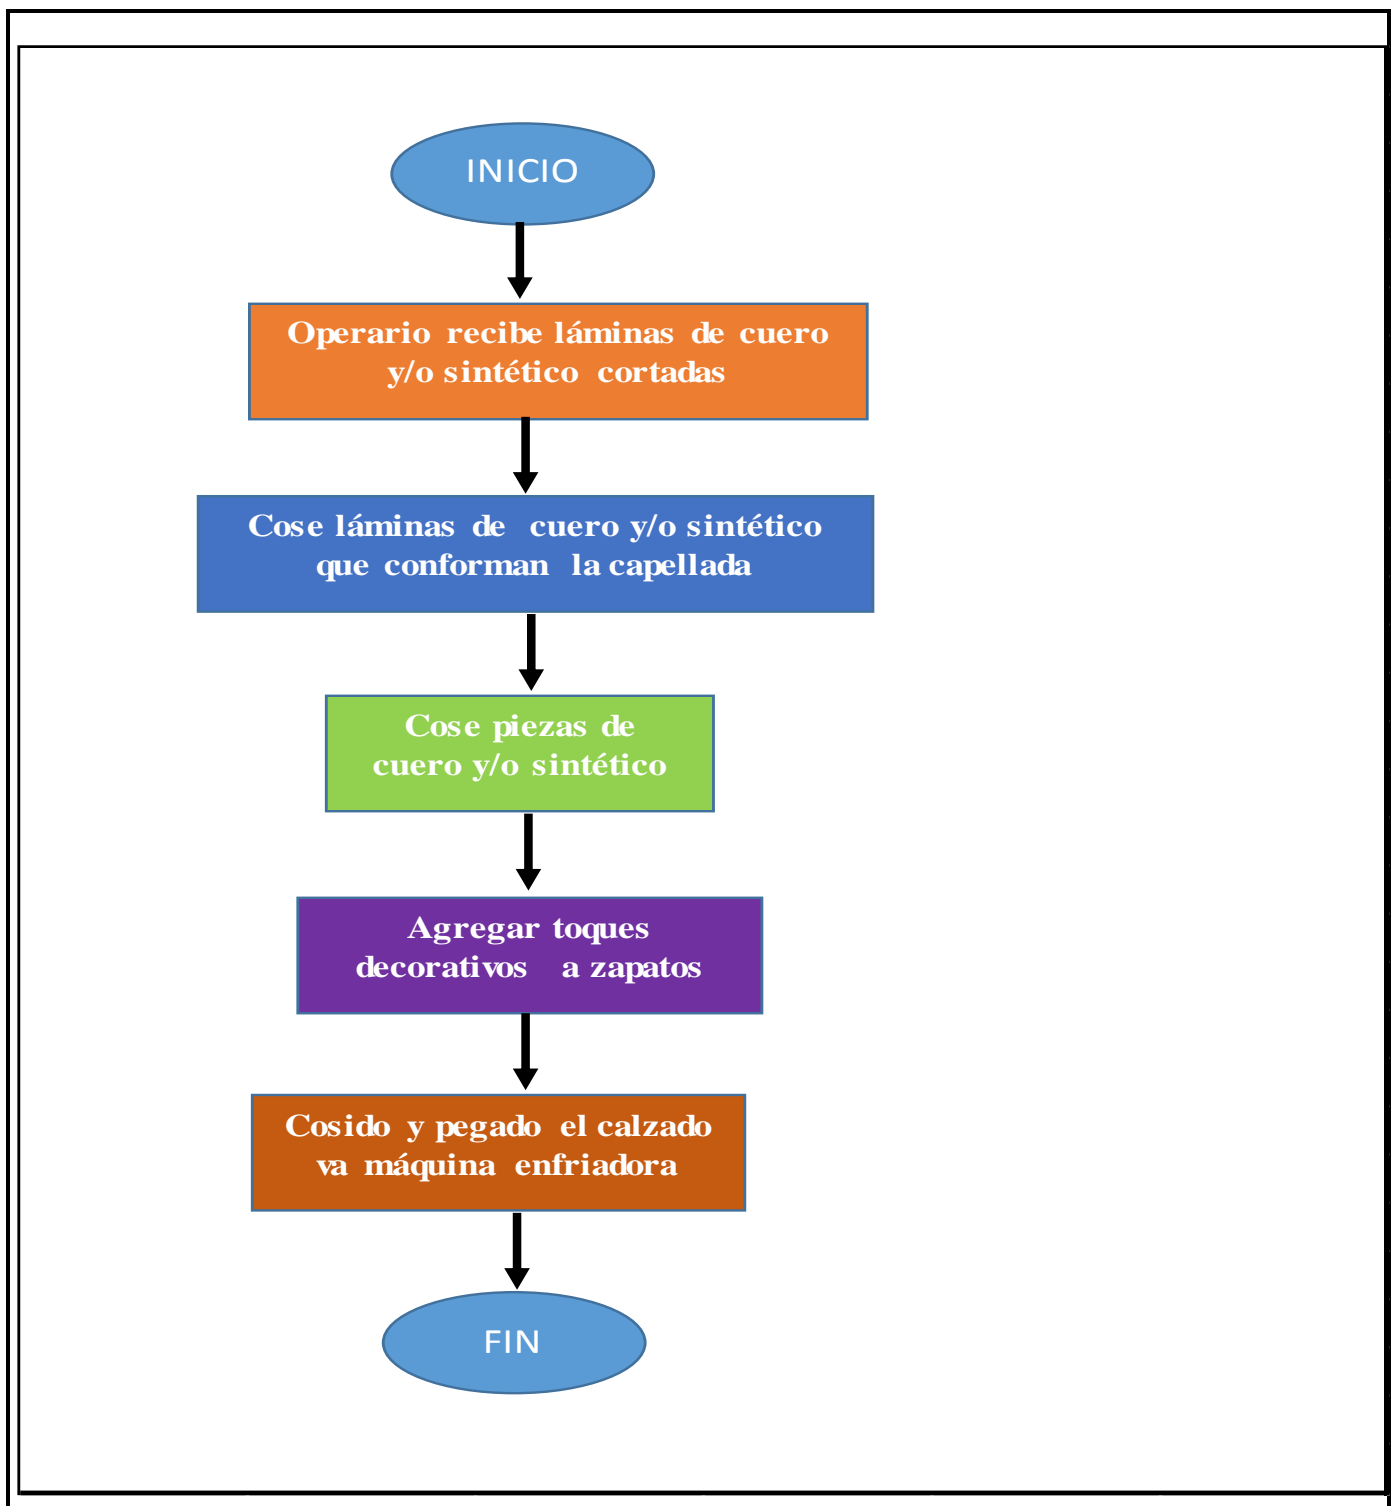 INICIO
Operario recibe láminas de cuero
y/o sintético cortadas
Cose láminas de cuero y/o sintético
que conforman la capellada
Cose piezas de
cuero y/o sintético
Agregar toques
decorativos a zapatos
Cosido y pegado el calzado
va máquina enfriadora
FIN